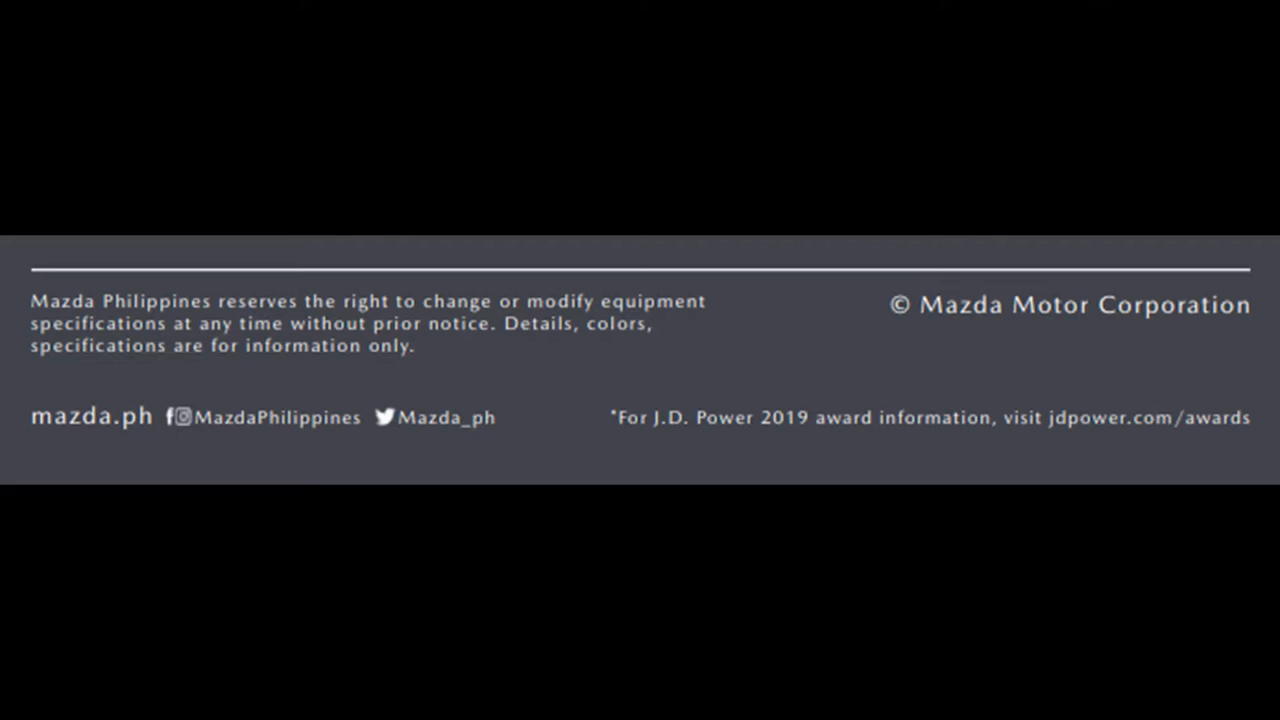 Mazda Philippines reserves the right to change or modify equipment
specifications at any time without prior notice. Details, colors,
specifications are for information only.
© Mazda Motor Corporation
mazda.ph MazdaPhilippines Mazda_ph
*For J.D. Power 2019 award information, visit jdpower.com/awards